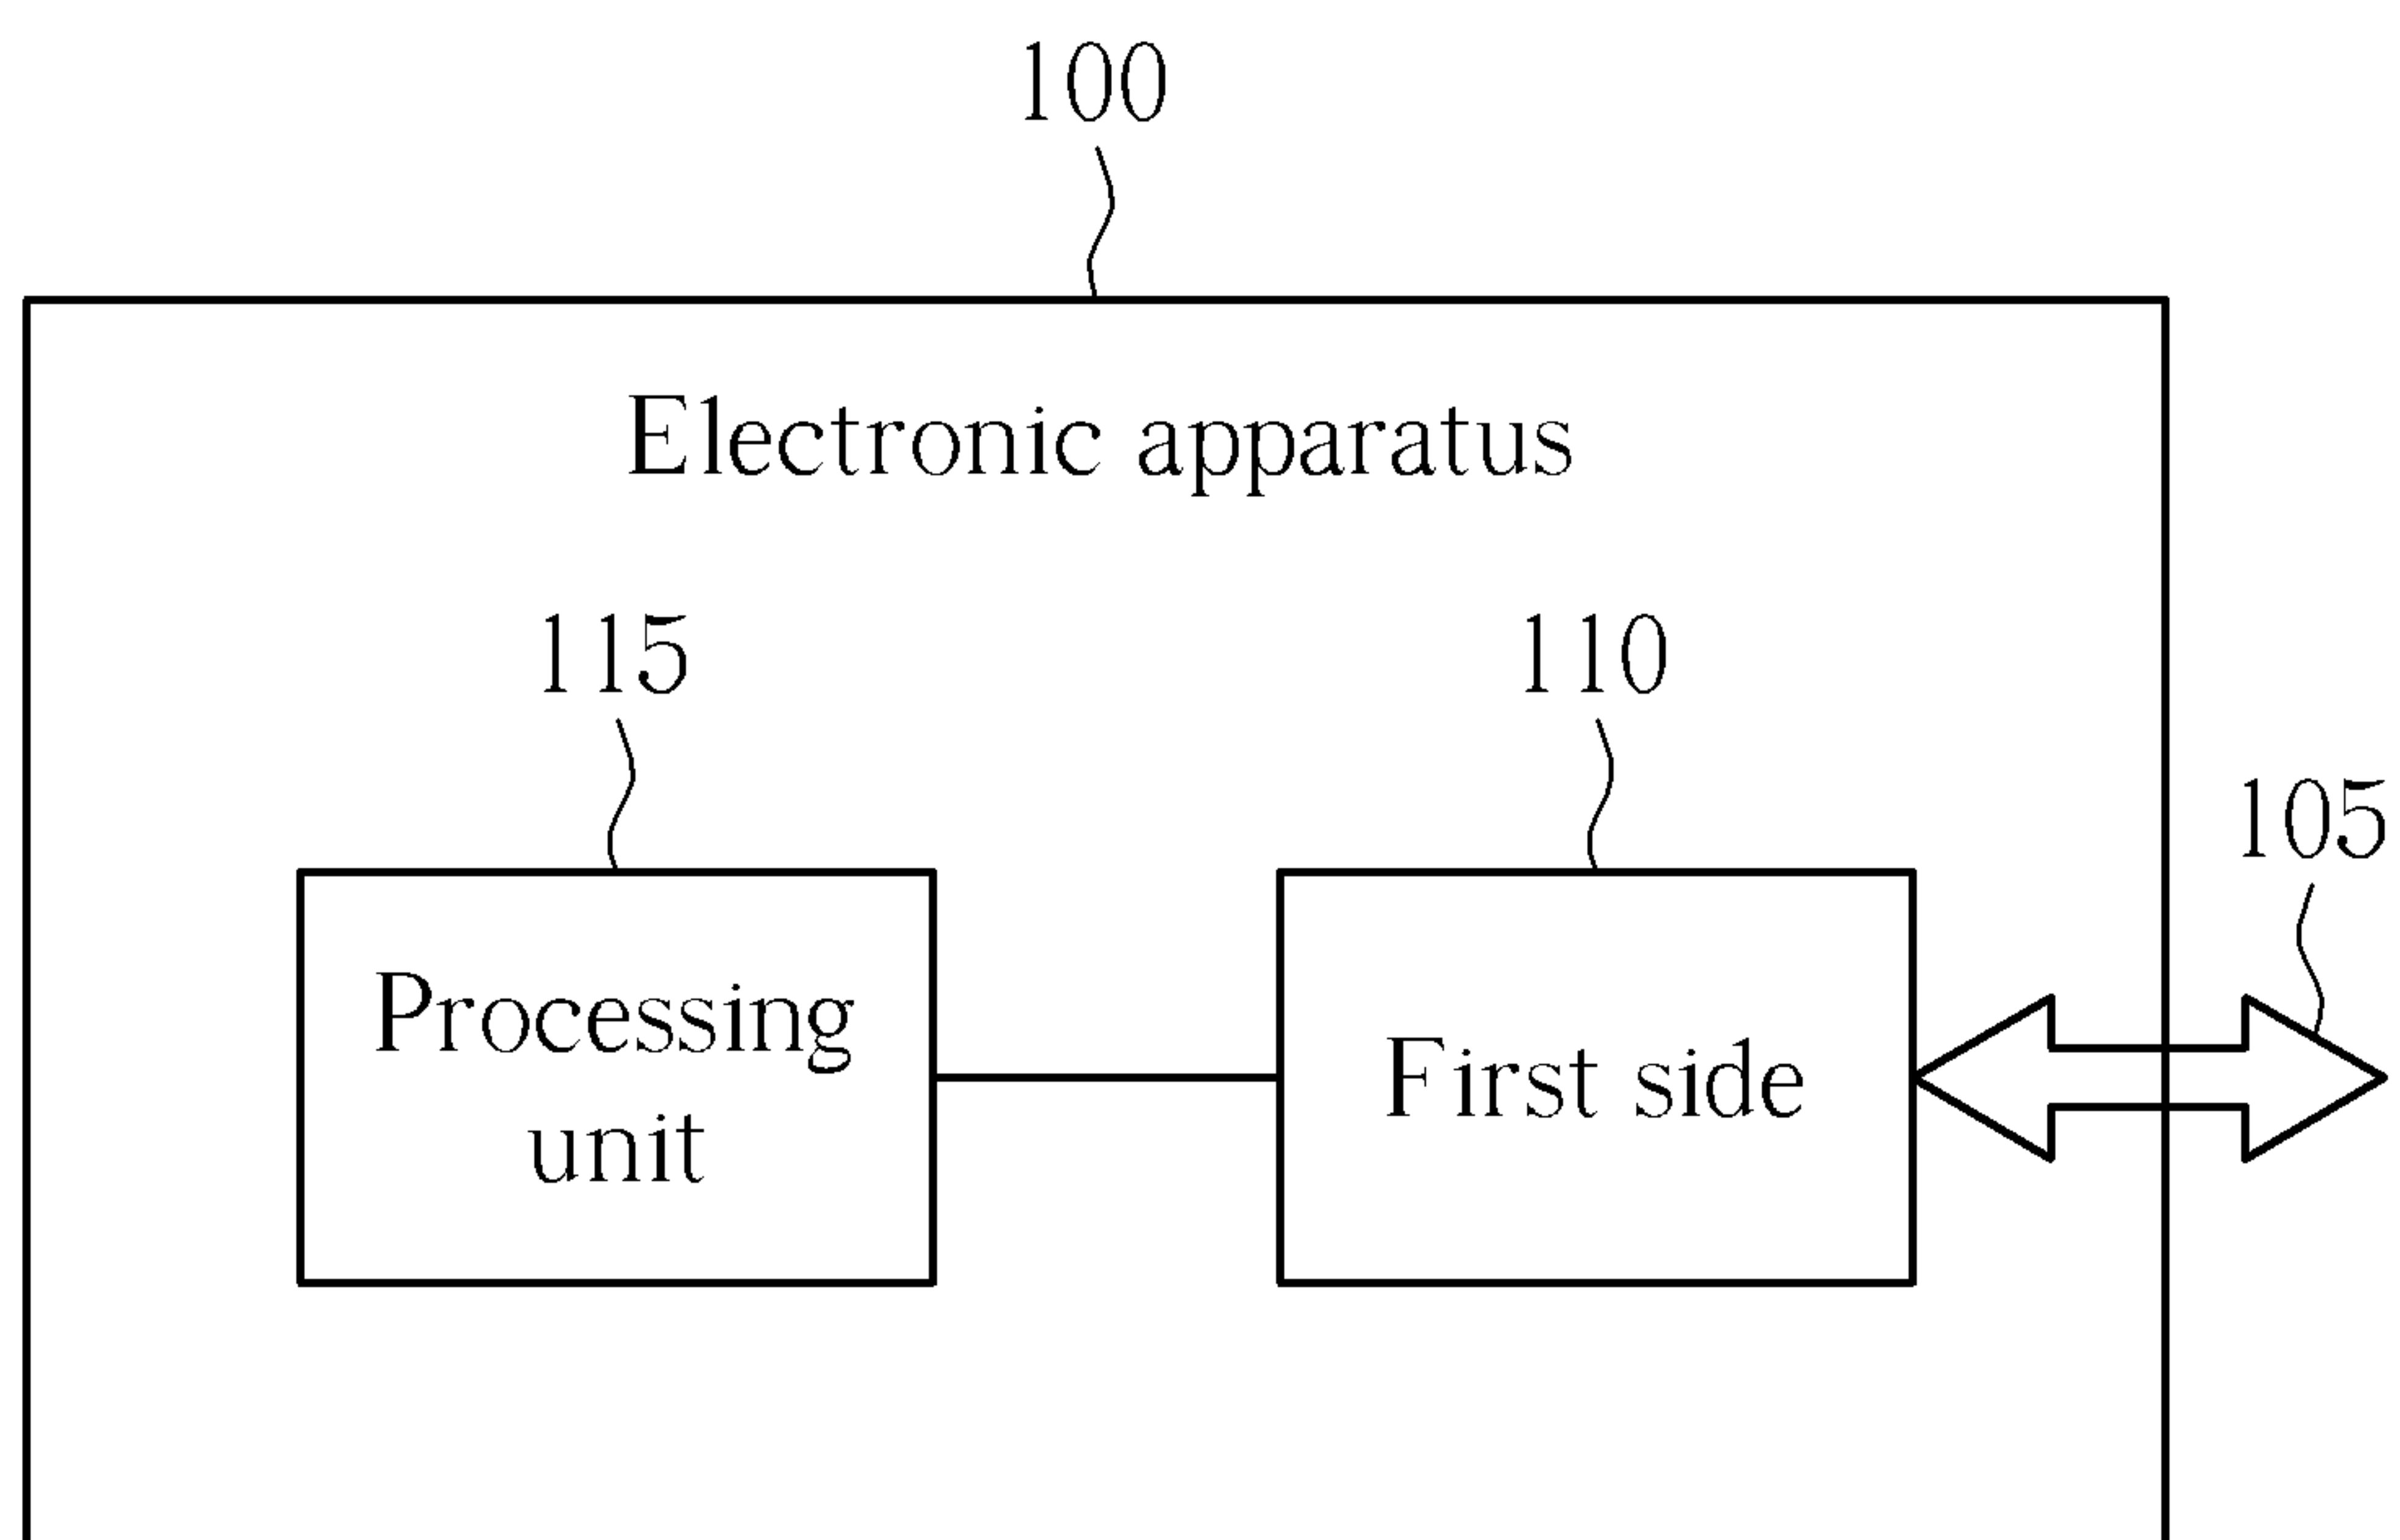 100
Electronic apparatus
115
110
105
Processing
unit
First side